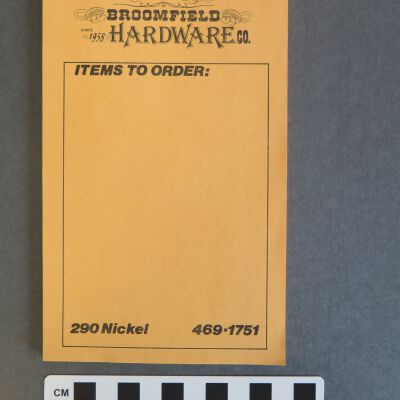 BROOMFIELD
SINCE 1958 HARDWARE CO.
ITEMS TO ORDER:
290 Nickel 469-1751
CM